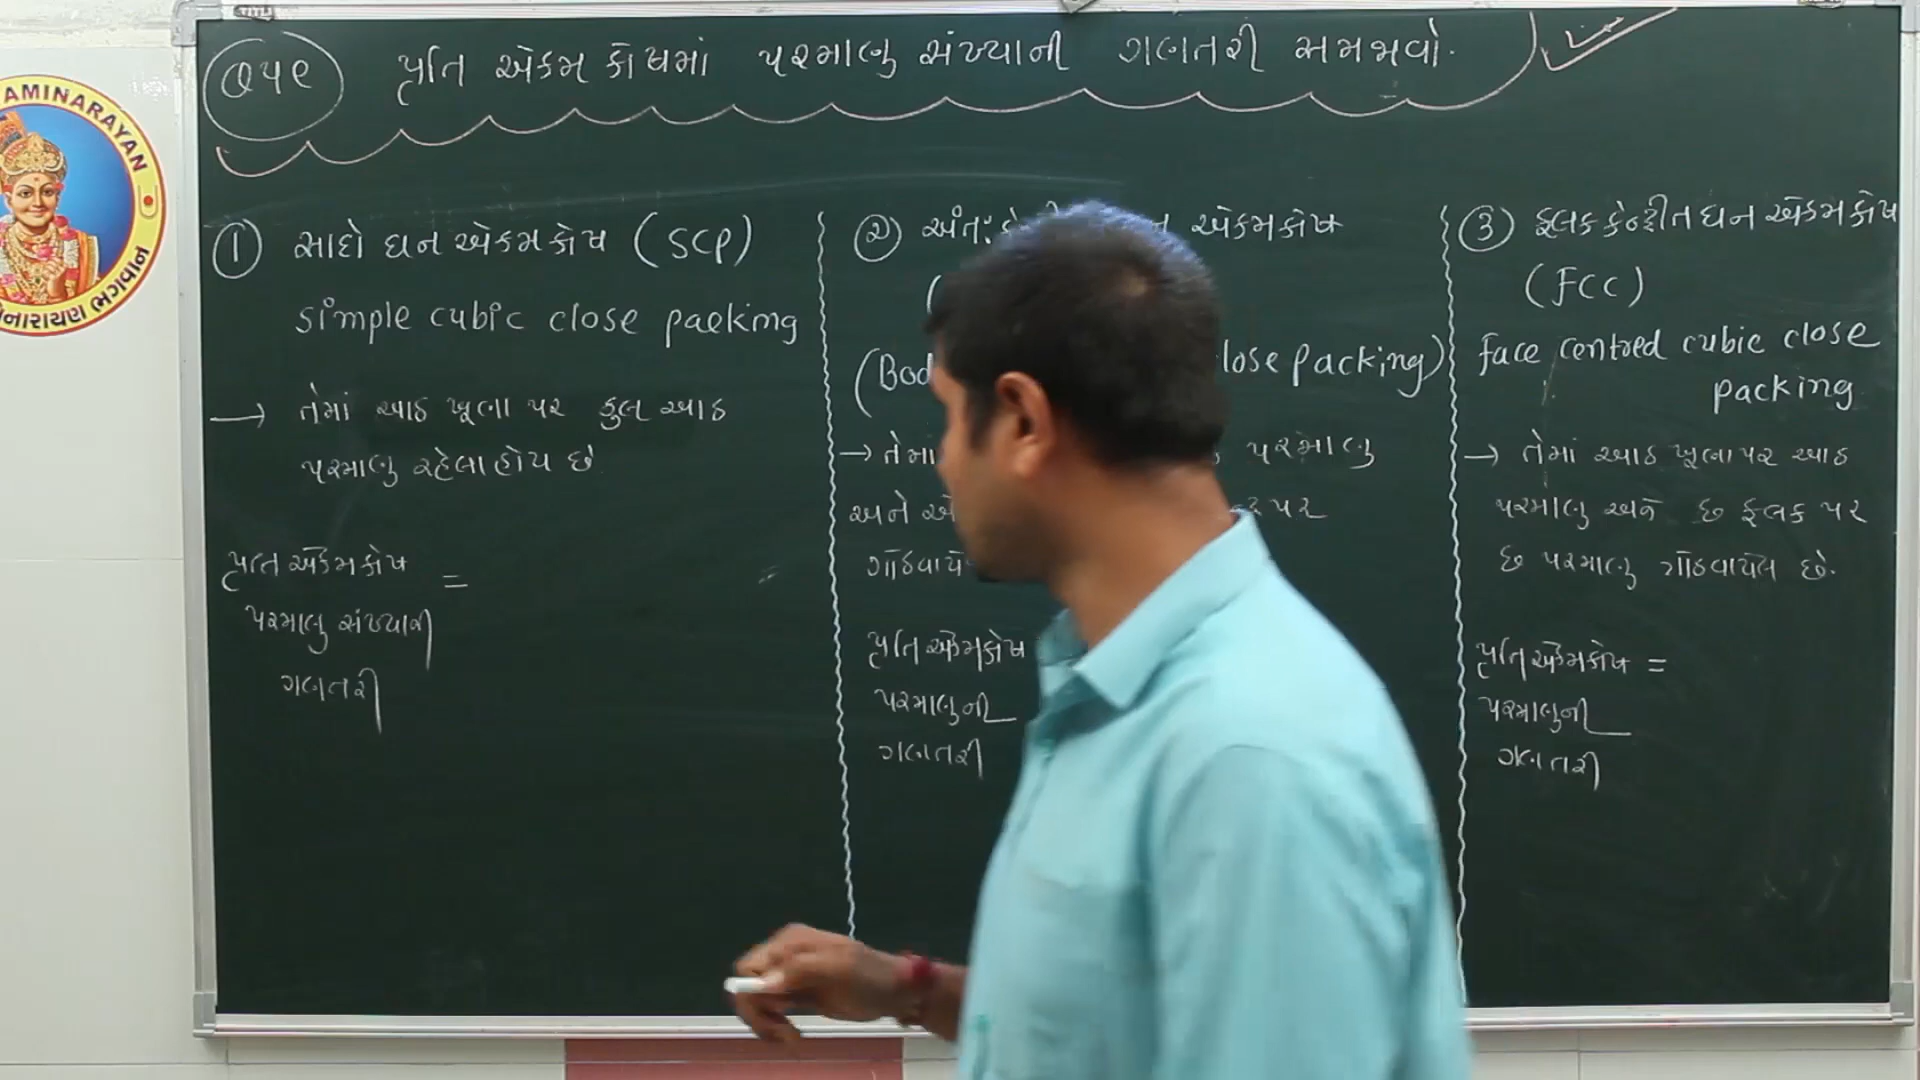 પ્રતિ એકમ કોષમાં પરમાણુ સંખ્યાની ગણતરી સમજાવો.
① સાદો ઘન એકમકોષ (SCP)
simple cubic close packing
→ તેમાં આઠ ખૂણા પર કુલ આઠ
પરમાણુ રહેલા હોય છે
પ્રતિ એકમકોષ =
પરમાણુ સંખ્યાની
ગણતરી
② અંત: એકમકોષ
(
(Bod lose packing)
→ તેમાં પરમાણુ
અને પર
ગોઠવાયે
પ્રતિ એકમકોષ
પરમાણુની
ગણતરી
③ ફલક કેન્દ્રીત ઘન એકમકોષ
(FCC)
face centred cubic close
packing
→ તેમાં આઠ ખૂણા પર આઠ
પરમાણુ અને છ ફલક પર
છ પરમાણુ ગોઠવાયેલ છે.
પ્રતિ એકમકોષ =
પરમાણુની
ગણતરી
AMINARAYAN
નારાયણ ભગવાન